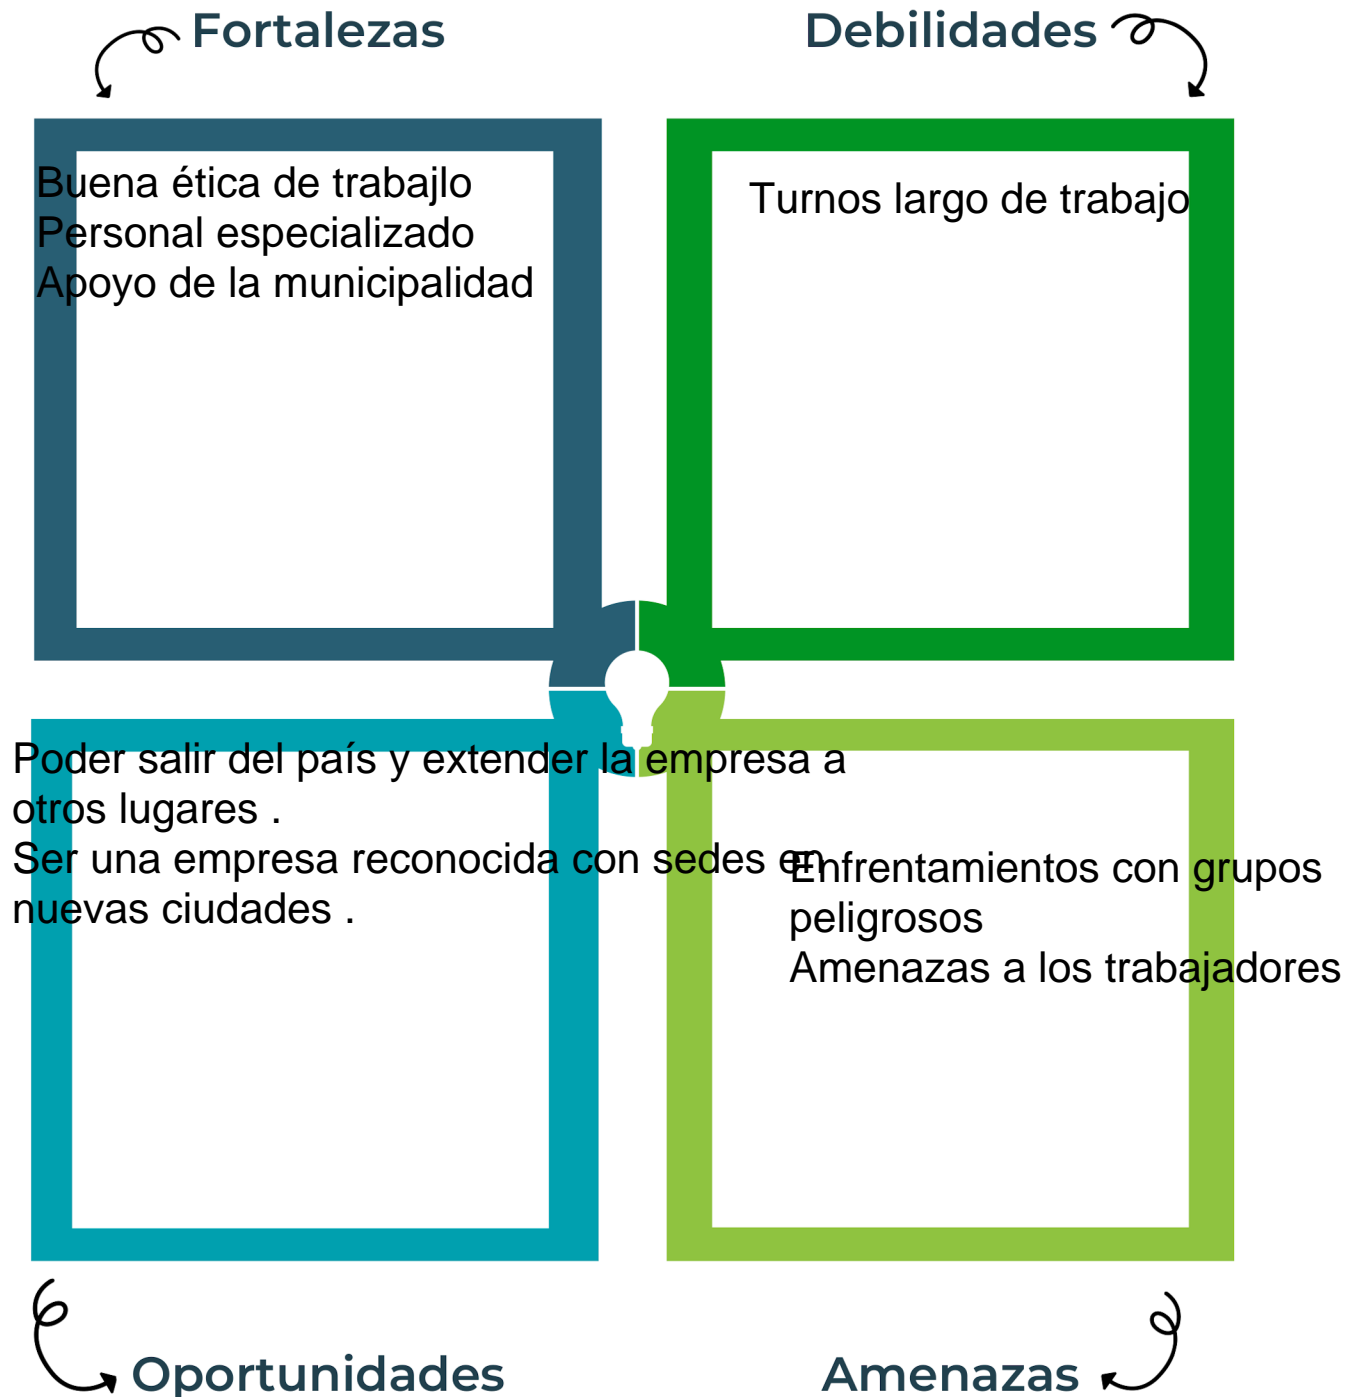 Fortalezas
Debilidades
Buena ética de trabajlo
Personal especializado
Apoyo de la municipalidad
Turnos largo de trabajo
Poder salir del país y extender la empresa a
otros lugares .
Ser una empresa reconocida con sedes en
nuevas ciudades .
Enfrentamientos con grupos
peligrosos
Amenazas a los trabajadores
Oportunidades
Amenazas